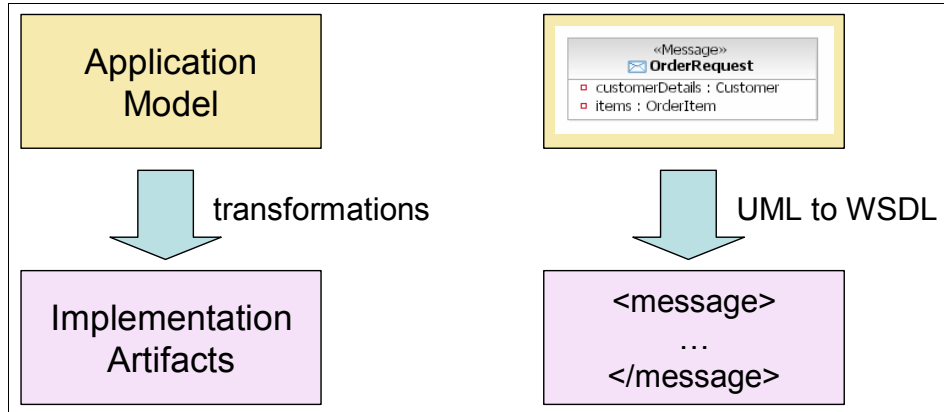 Application
Model
transformations
Implementation
Artifacts
«Message»
OrderRequest
customerDetails : Customer
items : OrderItem
UML to WSDL
<message>
…
</message>